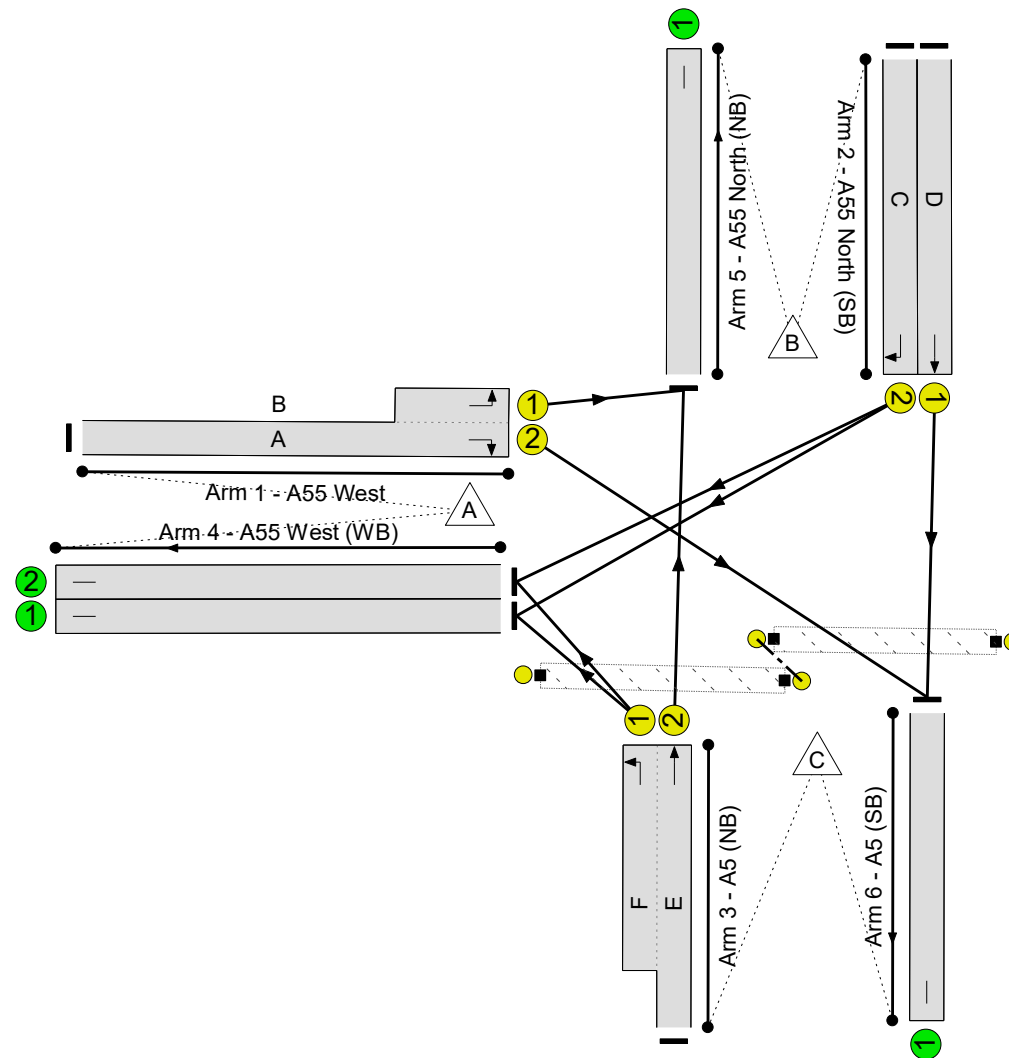 1
Arm 5 - A55 North (NB)
Arm 2 - A55 North (SB)
C
D
B
B
A
1
2
2
1
Arm 1 - A55 West
A
Arm 4 - A55 West (WB)
2
1
1
2
C
F
E
Arm 3 - A5 (NB)
Arm 6 - A5 (SB)
1